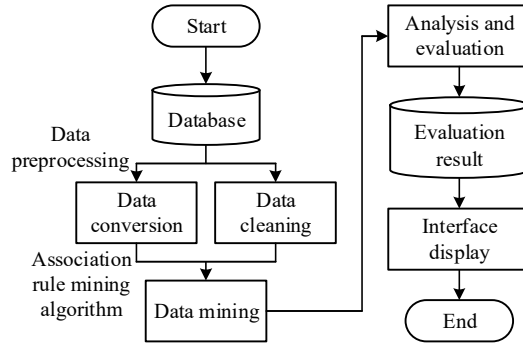 Start
Database
Data
preprocessing
Data
conversion
Data
cleaning
Association
rule mining
algorithm
Data mining
Analysis and
evaluation
Evaluation
result
Interface
display
End